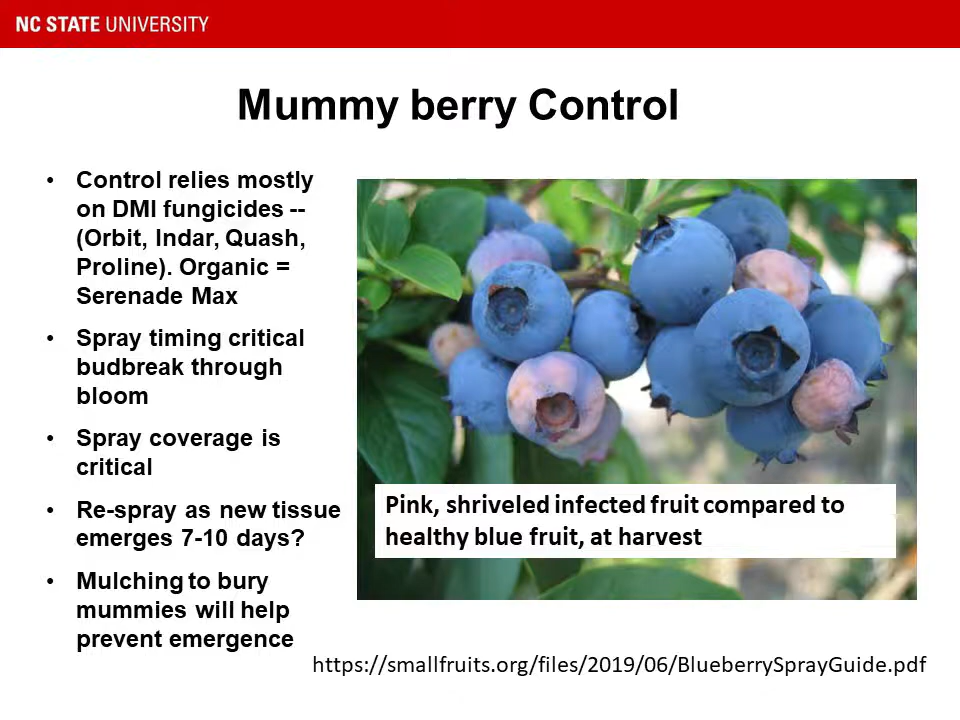 NC STATE UNIVERSITY
Mummy berry Control
• Control relies mostly
on DMI fungicides --
(Orbit, Indar, Quash,
Proline). Organic =
Serenade Max
• Spray timing critical
budbreak through
bloom
• Spray coverage is
critical
• Re-spray as new tissue
emerges 7-10 days?
• Mulching to bury
mummies will help
prevent emergence
Pink, shriveled infected fruit compared to
healthy blue fruit, at harvest
https://smallfruits.org/files/2019/06/BlueberrySprayGuide.pdf